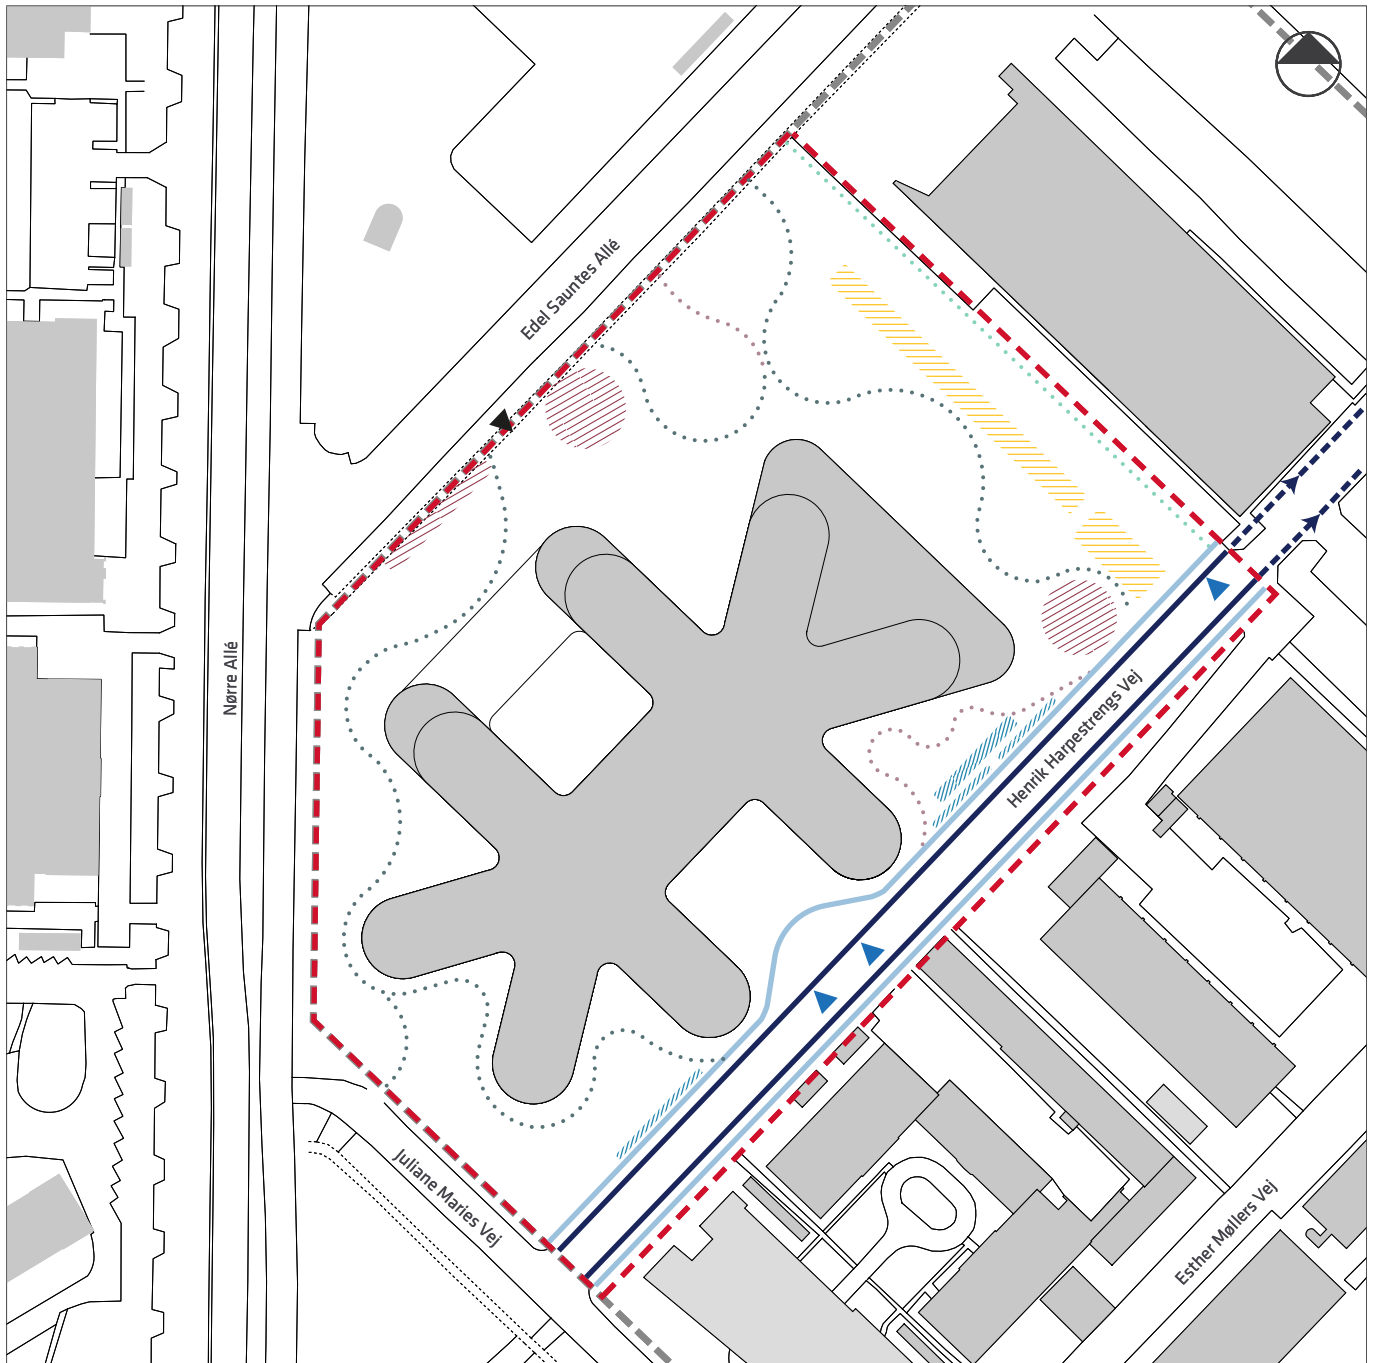 Edel Sauntes Allé
Nørre Allé
Henrik Harpestrengs Vej
Juliane Maries Vej
Esther Møllers Vej